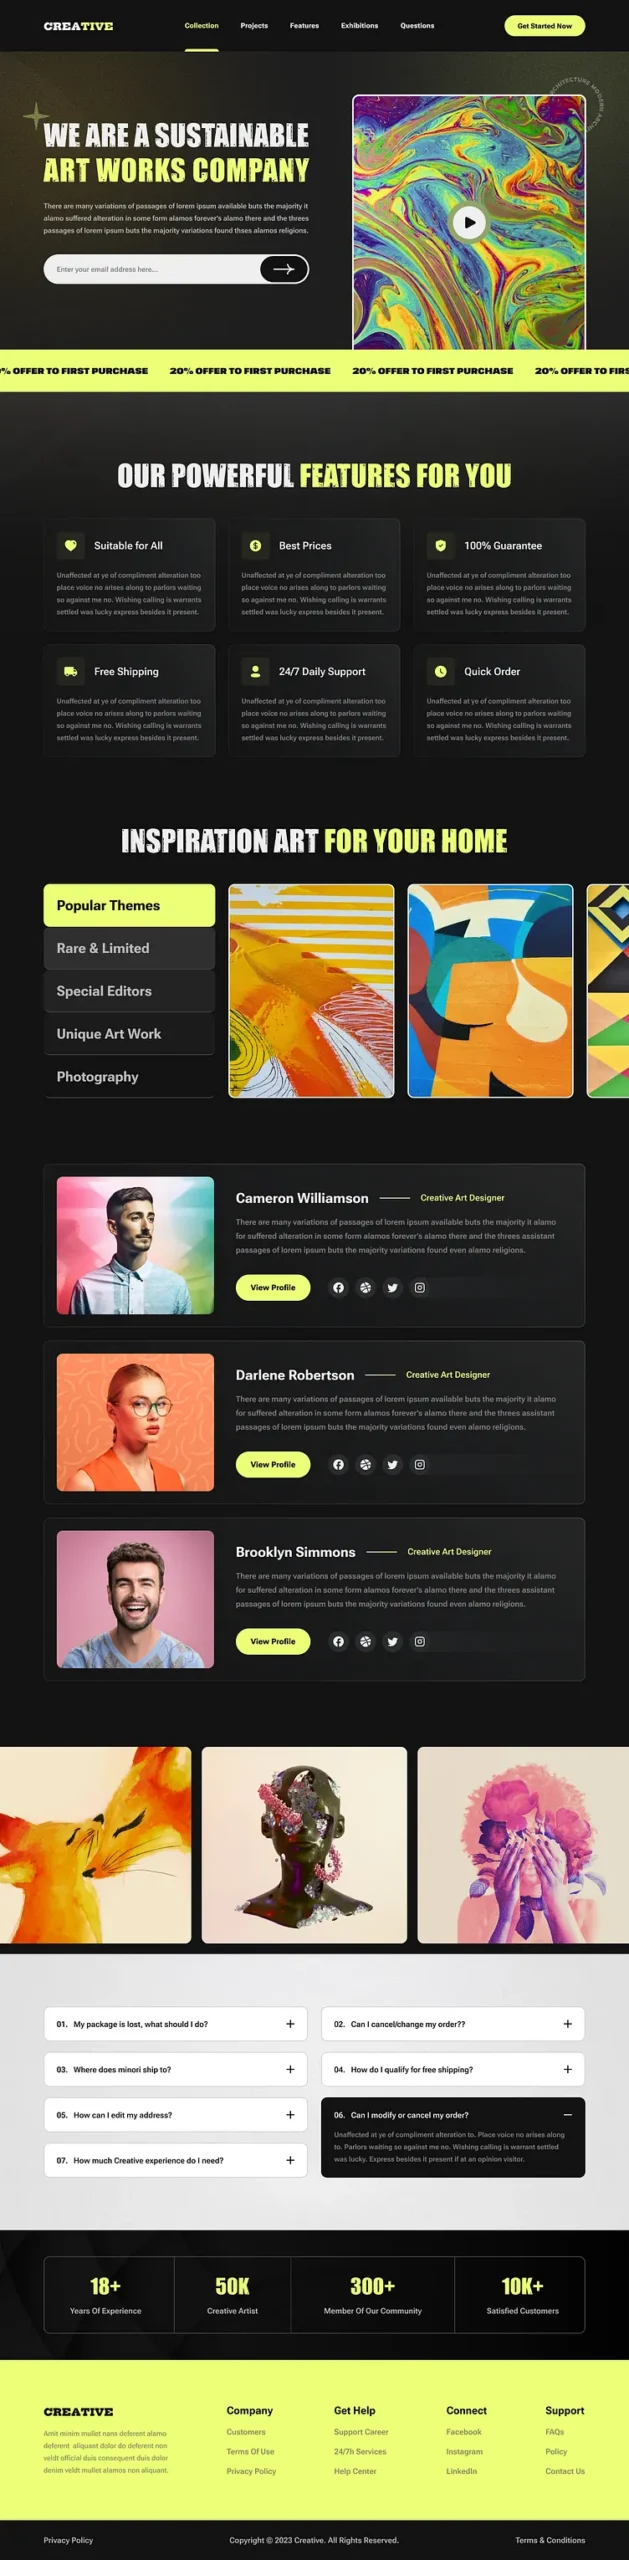 CREATIVE
Collection Projects Features Exhibitions Questions
Get Started Now
WE ARE A SUSTAINABLE
ART WORKS COMPANY
There are many variations of passages of lorem ipsum available buts the majority it
alamo suffered alteration in some form alamos forever's alamo there and the threes
passages of lorem ipsum buts the majority variations found thses alamos religions.
Enter your email address here...
% OFFER TO FIRST PURCHASE 20% OFFER TO FIRST PURCHASE 20% OFFER TO FIRST PURCHASE 20% OFFER TO FIRS
OUR POWERFUL FEATURES FOR YOU
Suitable for All
Unaffected at ye of compliment alteration too
place voice no arises along to parlors waiting
so against me no. Wishing calling is warrants
settled was lucky express besides it present.
Best Prices
Unaffected at ye of compliment alteration too
place voice no arises along to parlors waiting
so against me no. Wishing calling is warrants
settled was lucky express besides it present.
100% Guarantee
Unaffected at ye of compliment alteration too
place voice no arises along to parlors waiting
so against me no. Wishing calling is warrants
settled was lucky express besides it present.
Free Shipping
Unaffected at ye of compliment alteration too
place voice no arises along to parlors waiting
so against me no. Wishing calling is warrants
settled was lucky express besides it present.
24/7 Daily Support
Unaffected at ye of compliment alteration too
place voice no arises along to parlors waiting
so against me no. Wishing calling is warrants
settled was lucky express besides it present.
Quick Order
Unaffected at ye of compliment alteration too
place voice no arises along to parlors waiting
so against me no. Wishing calling is warrants
settled was lucky express besides it present.
INSPIRATION ART FOR YOUR HOME
Popular Themes
Rare & Limited
Special Editors
Unique Art Work
Photography
Cameron Williamson Creative Art Designer
There are many variations of passages of lorem ipsum available buts the majority it alamo
for suffered alteration in some form alamos forever's alamo there and the threes assistant
passages of lorem ipsum buts the majority variations found even alamo religions.
View Profile
Darlene Robertson Creative Art Designer
There are many variations of passages of lorem ipsum available buts the majority it alamo
for suffered alteration in some form alamos forever's alamo there and the threes assistant
passages of lorem ipsum buts the majority variations found even alamo religions.
View Profile
Brooklyn Simmons Creative Art Designer
There are many variations of passages of lorem ipsum available buts the majority it alamo
for suffered alteration in some form alamos forever's alamo there and the threes assistant
passages of lorem ipsum buts the majority variations found even alamo religions.
View Profile
01. My package is lost, what should I do?
02. Can I cancel/change my order??
03. Where does minori ship to?
04. How do I qualify for free shipping?
05. How can I edit my address?
06. Can I modify or cancel my order?
Unaffected at ye of compliment alteration to. Place voice no arises along
to. Parlors waiting so against me no. Wishing calling is warrant settled
was lucky. Express besides it present if at an opinion visitor.
07. How much Creative experience do I need?
18+
Years Of Experience
50K
Creative Artist
300+
Member Of Our Community
10K+
Satisfied Customers
CREATIVE
Amit minim mullet nans deferent alamo
deferent aliquant dolor do deferent non
veldt official duis consequent duis dolor
denim veldt mullet alamos non aliquant.
Company
Customers
Terms Of Use
Privacy Policy
Get Help
Support Career
24/7h Services
Help Center
Connect
Facebook
Instagram
LinkedIn
Support
FAQs
Policy
Contact Us
Privacy Policy
Copyright © 2023 Creative. All Rights Reserved.
Terms & Conditions